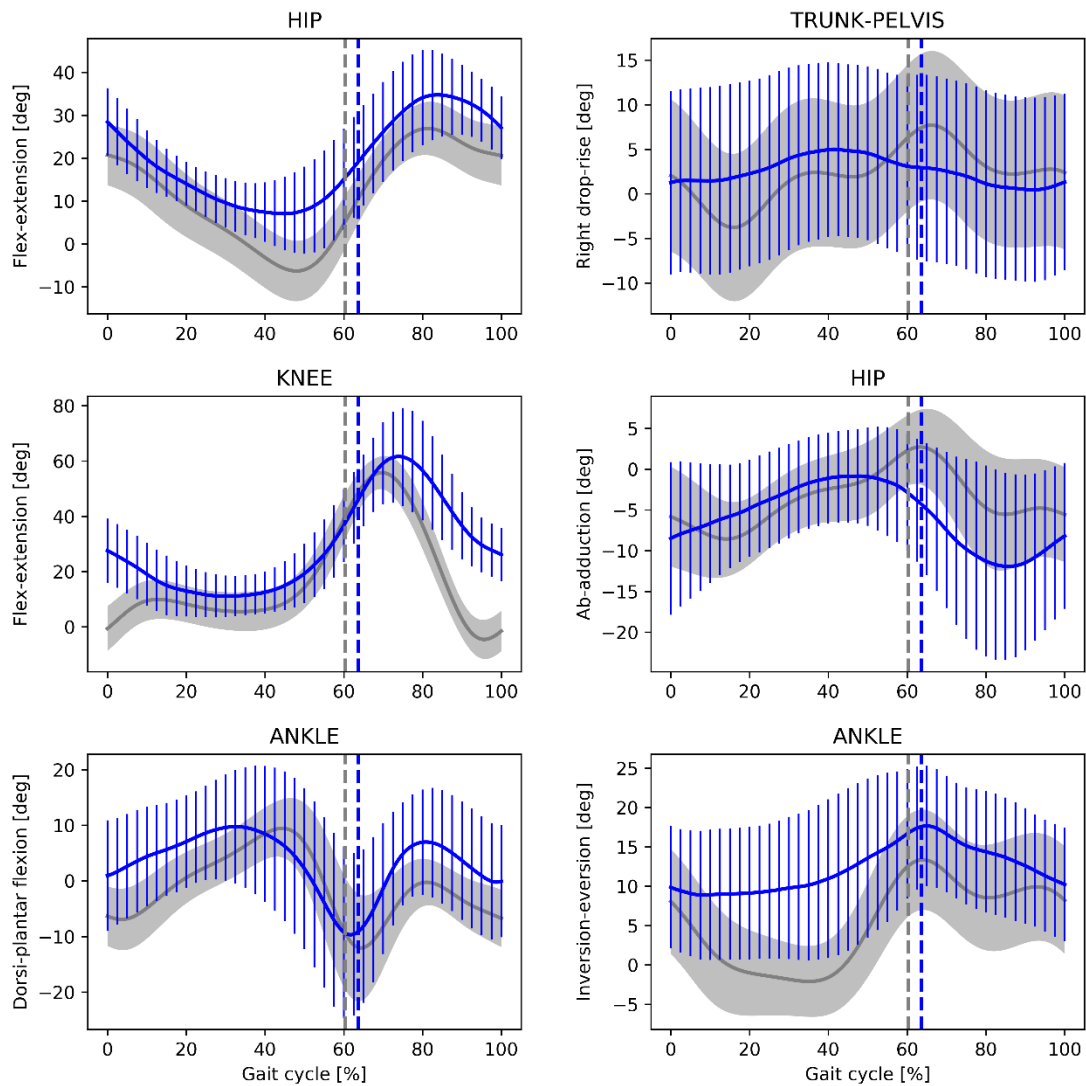 HIP
Flex-extension [deg]
40
30
20
10
0
−10
0 20 40 60 80 100
TRUNK-PELVIS
Right drop-rise [deg]
15
10
5
0
−5
−10
0 20 40 60 80 100
KNEE
Flex-extension [deg]
80
60
40
20
0
0 20 40 60 80 100
HIP
Ab-adduction [deg]
5
0
−5
−10
−15
−20
0 20 40 60 80 100
ANKLE
Dorsi-plantar flexion [deg]
20
10
0
−10
−20
0 20 40 60 80 100
Gait cycle [%]
ANKLE
Inversion-eversion [deg]
25
20
15
10
5
0
−5
0 20 40 60 80 100
Gait cycle [%]